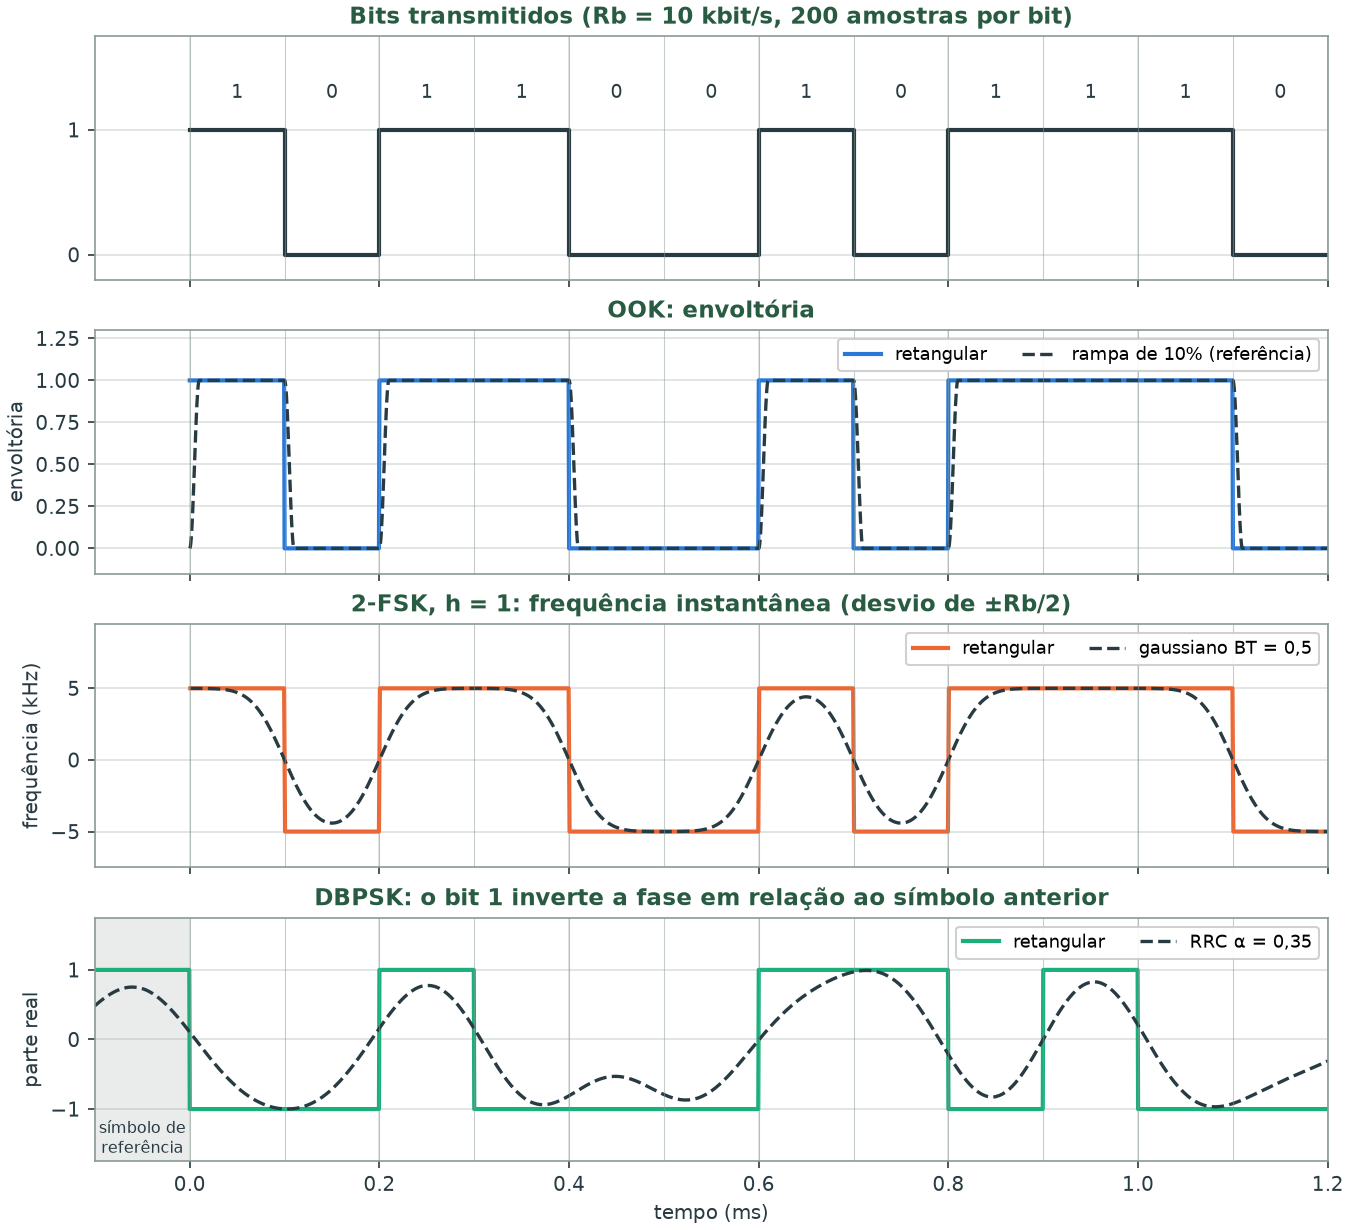 Bits transmitidos (Rb = 10 kbit/s, 200 amostras por bit)
1 0 1 1 0 0 1 0 1 1 1 0
1
0
OOK: envoltória
retangular rampa de 10% (referência)
1.25
1.00
0.75
0.50
0.25
0.00
envoltória
2-FSK, h = 1: frequência instantânea (desvio de ±Rb/2)
retangular gaussiano BT = 0,5
5
0
−5
frequência (kHz)
DBPSK: o bit 1 inverte a fase em relação ao símbolo anterior
retangular RRC α = 0,35
1
0
−1
parte real
símbolo de
referência
0.0 0.2 0.4 0.6 0.8 1.0 1.2
tempo (ms)